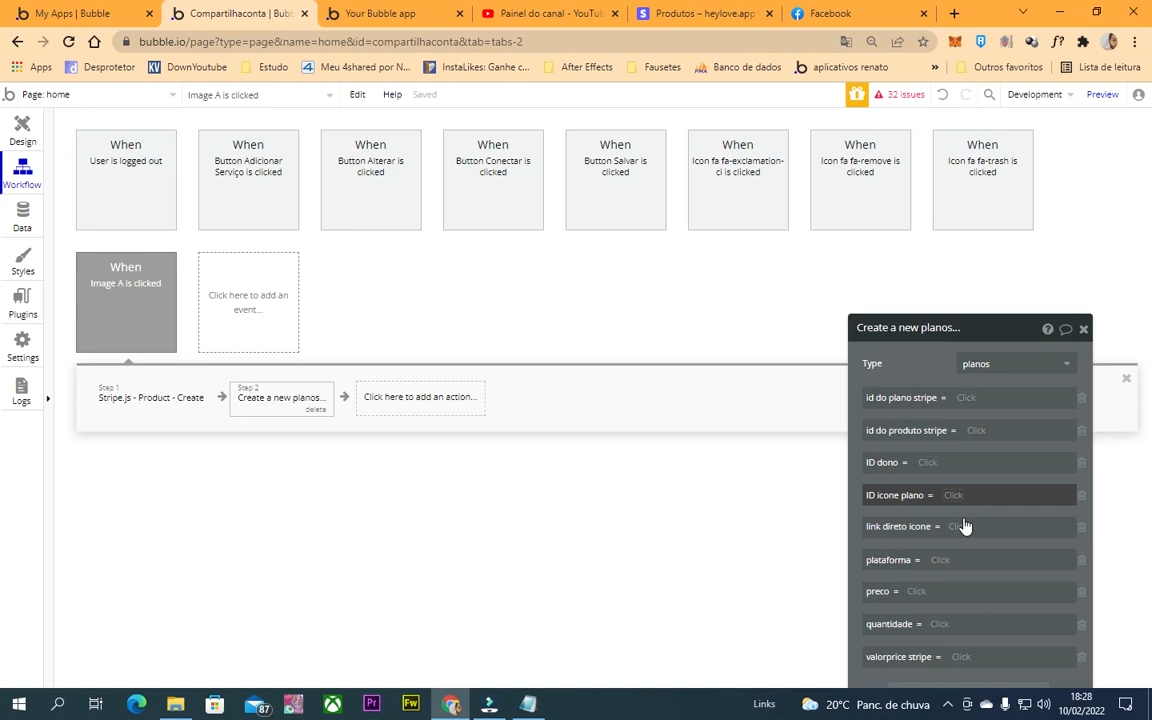 My Apps | Bubble
Compartilhaconta | Bubb
Your Bubble app
Painel do canal - YouTub
Produtos – heylove.app
Facebook
bubble.io/page?type=page&name=home&id=compartilhaconta&tab=tabs-2
Apps
Desprotetor
DownYoutube
Estudo
Meu 4shared por N...
InstaLikes: Ganhe c...
After Effects
Fausetes
Banco de dados
aplicativos renato
»
Outros favoritos
Lista de leitura
Page: home
Image A is clicked
Edit
Help
Saved
32 issues
Development
Preview
Design
Workflow
Data
Styles
Plugins
Settings
Logs
When
User is logged out
When
Button Adicionar
Serviço is clicked
When
Button Alterar is
clicked
When
Button Conectar is
clicked
When
Button Salvar is
clicked
When
Icon fa fa-exclamation-
ci is clicked
When
Icon fa fa-remove is
clicked
When
Icon fa fa-trash is
clicked
When
Image A is clicked
Click here to add an
event...
Step 1
Stripe.js - Product - Create
Step 2
Create a new planos...
delete
Click here to add an action...
Create a new planos...
Type
planos
id do plano stripe = Click
id do produto stripe = Click
ID dono = Click
ID icone plano = Click
link direto icone =
plataforma = Click
preco = Click
quantidade = Click
valorprice stripe = Click
87
20°C Panc. de chuva
Links
18:28
10/02/2022